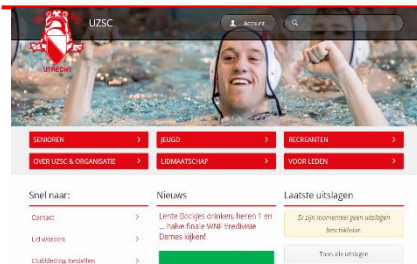 UZSC
Account
UTRECHT
SENIOREN
JEUGD
RECREANTEN
OVER UZSC & ORGANISATIE
LIDMAATSCHAP
VOOR LEDEN
Snel naar:
Contact
Lid worden
Clubkleding bestellen
Nieuws
Lente Bockjes drinken, heren 1 en
... halve finale WNF Eredivisie
Dames kijken!
Laatste uitslagen
Er zijn momenteel geen uitslagen
beschikbaar.
Toon alle uitslagen